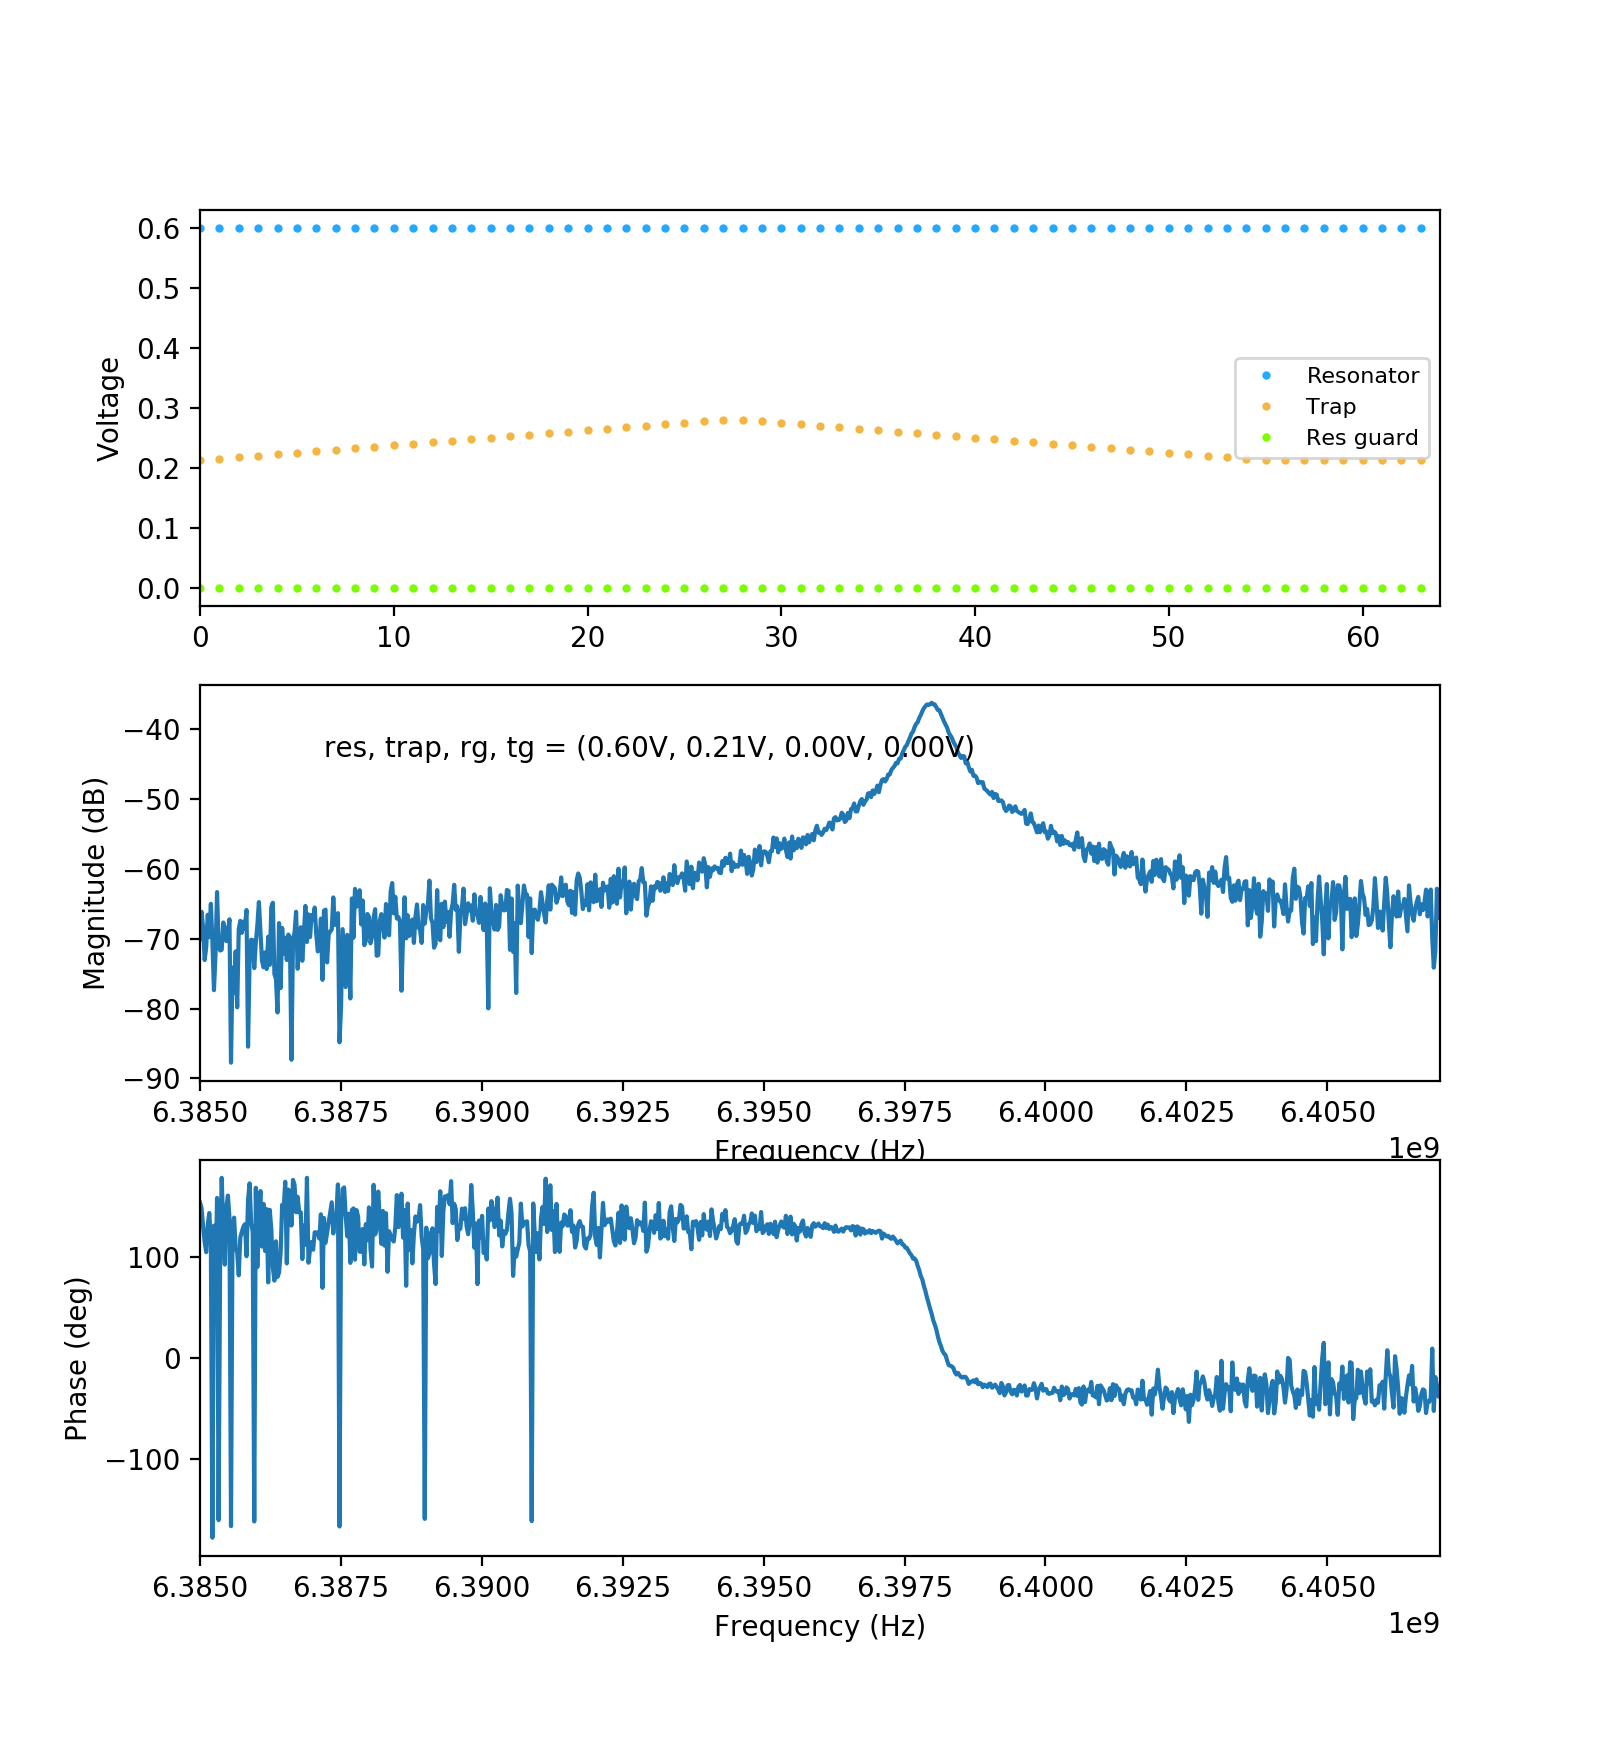 0.6
0.5
0.4
0.3
0.2
0.1
0.0
Voltage
Resonator
Trap
Res guard
0 10 20 30 40 50 60
−40
−50
−60
−70
−80
−90
Magnitude (dB)
res, trap, rg, tg = (0.60V, 0.21V, 0.00V, 0.00V)
6.3850 6.3875 6.3900 6.3925 6.3950 6.3975 6.4000 6.4025 6.4050
Frequency (Hz)
1e9
100
0
−100
Phase (deg)
6.3850 6.3875 6.3900 6.3925 6.3950 6.3975 6.4000 6.4025 6.4050
Frequency (Hz)
1e9